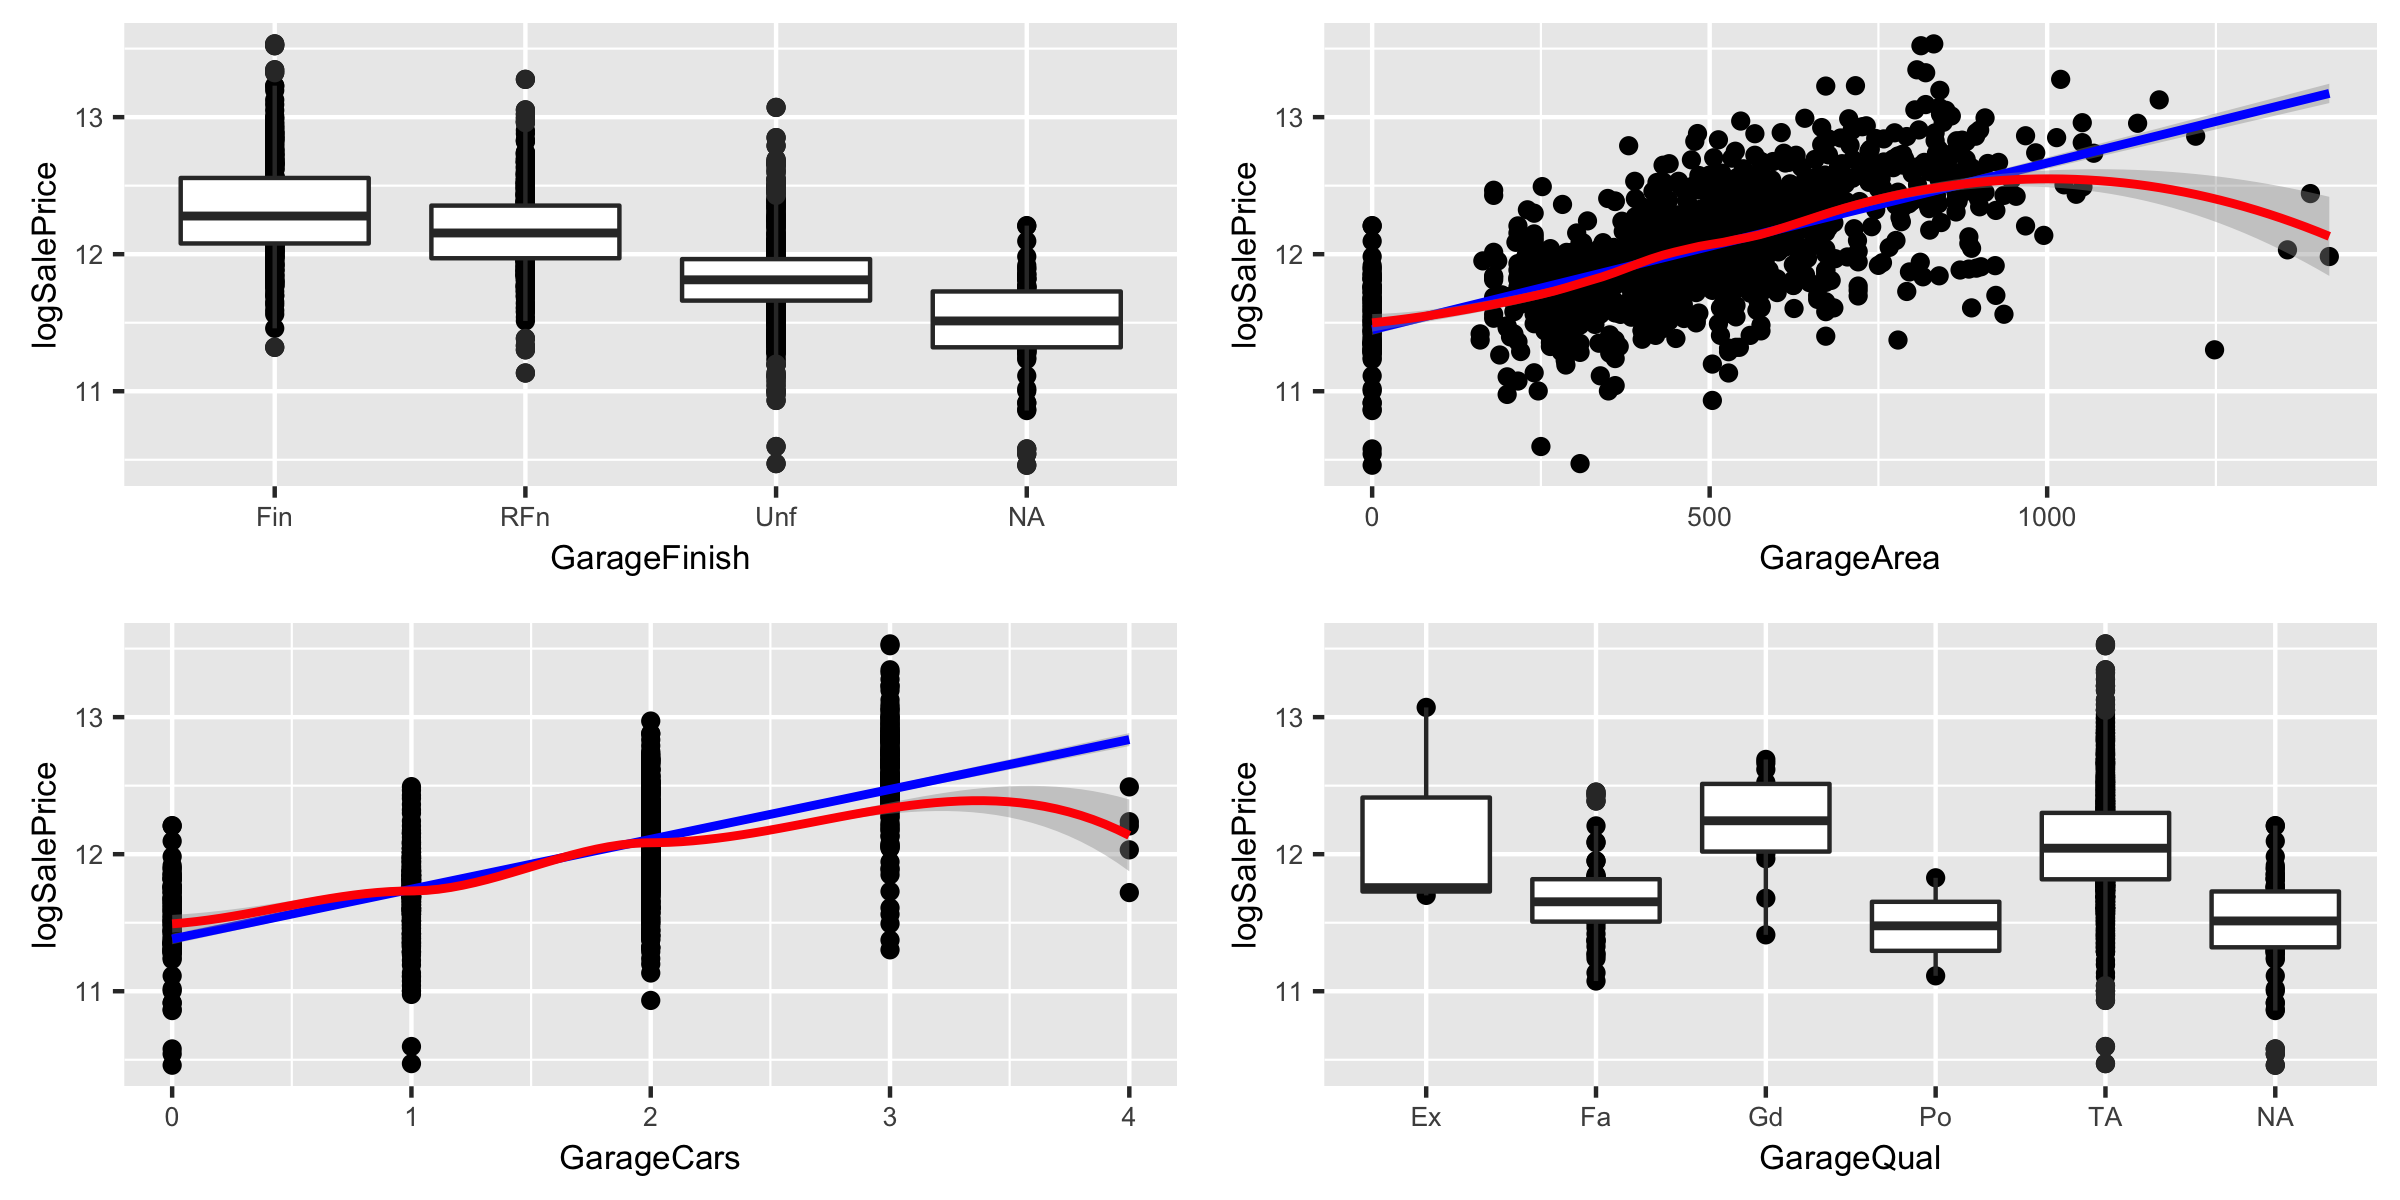 logSalePrice
13
12
11
Fin RFn Unf NA
GarageFinish
logSalePrice
13
12
11
0 500 1000
GarageArea
logSalePrice
13
12
11
0 1 2 3 4
GarageCars
logSalePrice
13
12
11
Ex Fa Gd Po TA NA
GarageQual